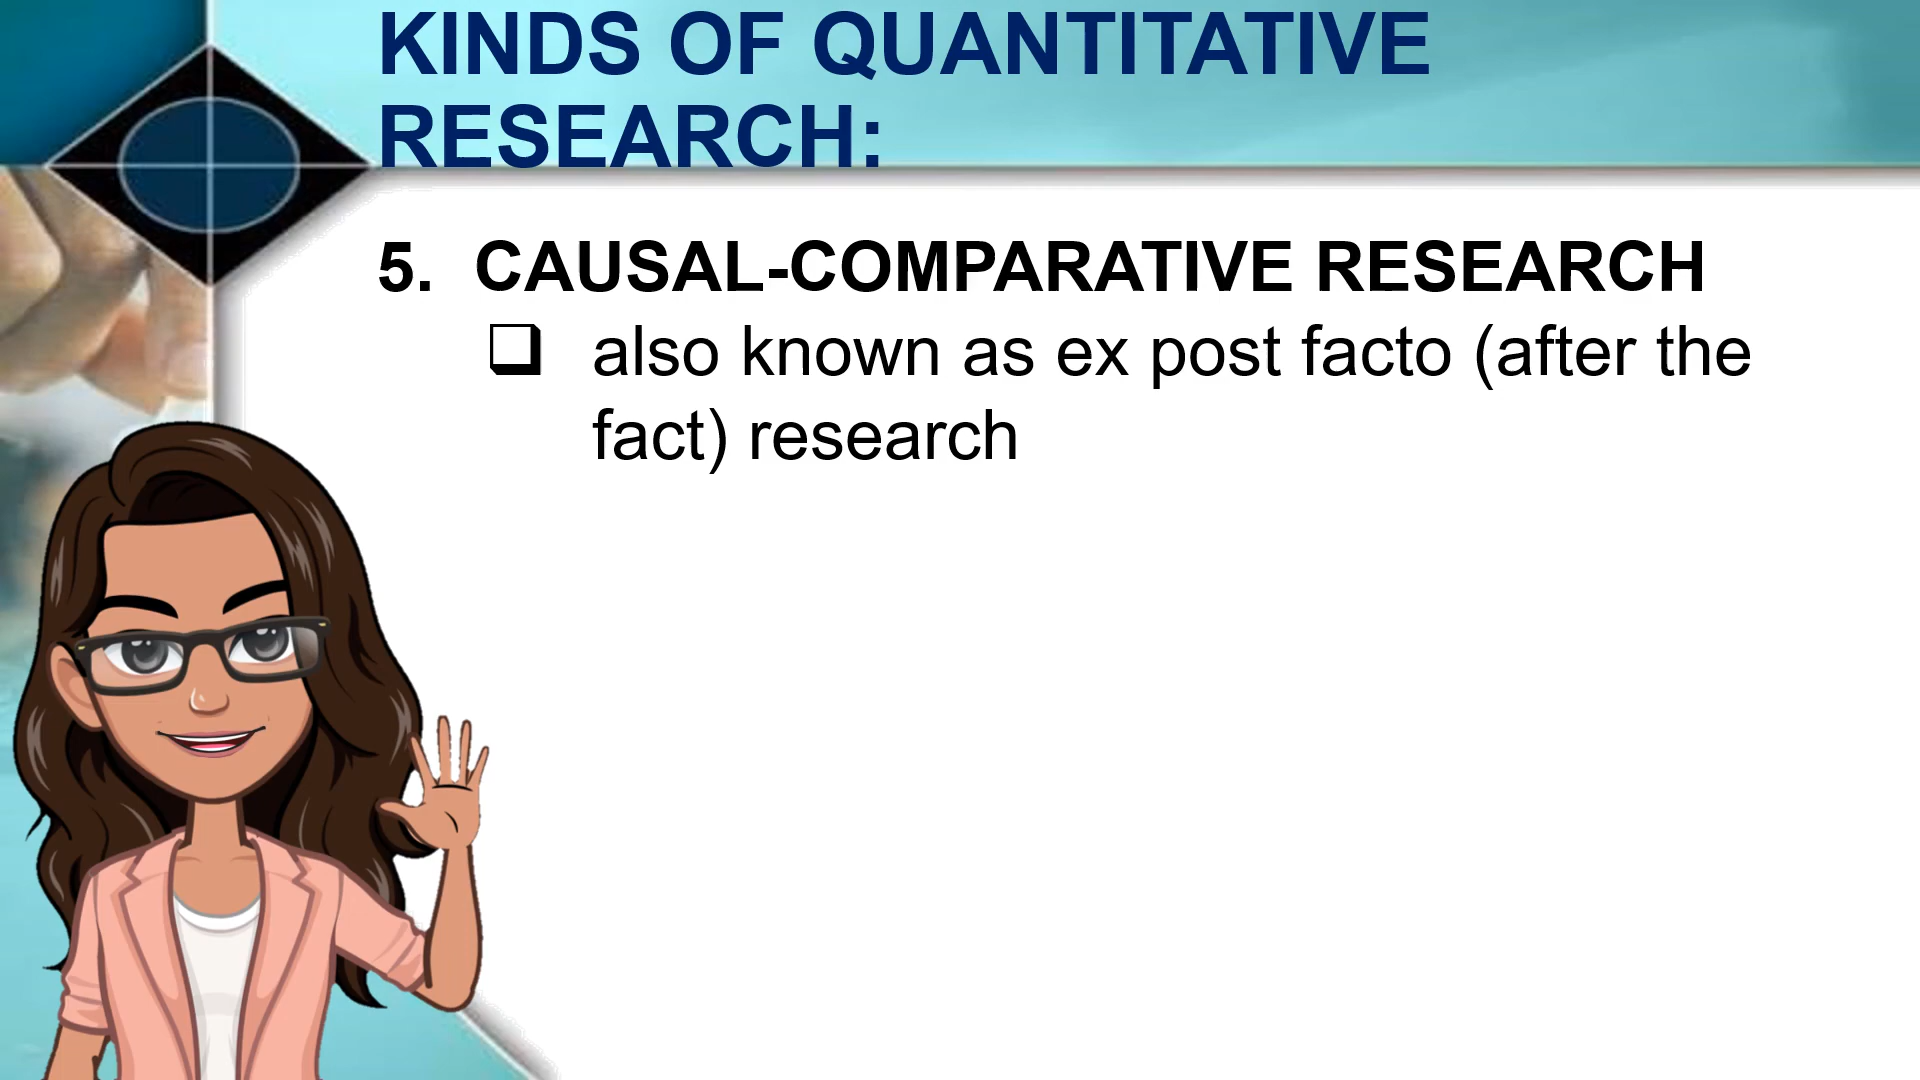 KINDS OF QUANTITATIVE
RESEARCH:
5. CAUSAL-COMPARATIVE RESEARCH
❑ also known as ex post facto (after the
fact) research